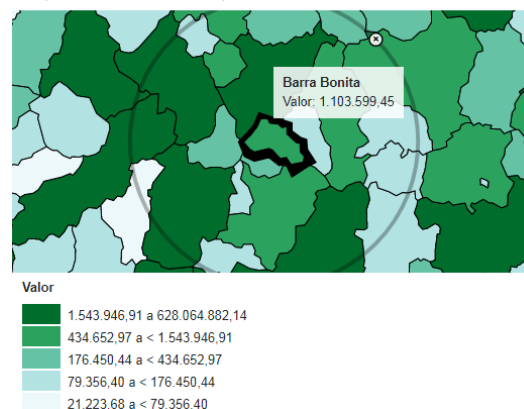 Barra Bonita
Valor: 1.103.599,45
Valor
1.543.946,91 a 628.064.882,14
434.652,97 a < 1.543.946,91
176.450,44 a < 434.652,97
79.356,40 a < 176.450,44
21.223,68 a < 79.356,40